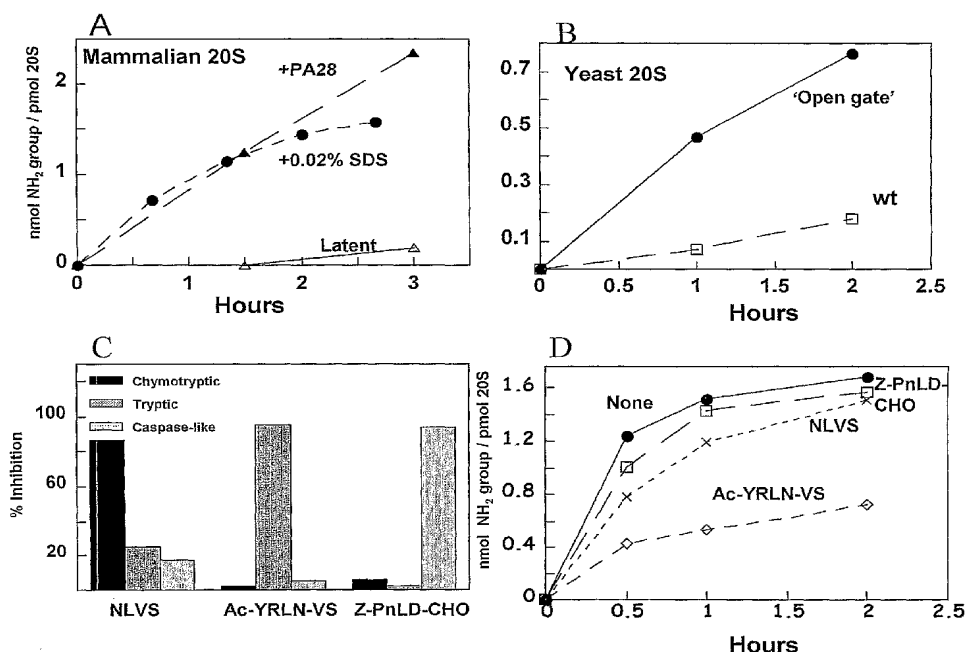 A
Mammalian 20S
+PA28
+0.02% SDS
Latent
nmol NH2 group / pmol 20S
2
1
0
0
1
2
3
Hours
B
Yeast 20S
'Open gate'
wt
0.7
0.5
0.3
0.1
0
0.5
1
1.5
2
2.5
Hours
C
Chymotryptic
Tryptic
Caspase-like
% Inhibition
100
60
20
NLVS
Ac-YRLN-VS
Z-PnLD-CHO
D
None
Z-PnLD-
CHO
NLVS
Ac-YRLN-VS
nmol NH2 group / pmol 20S
1.6
1.2
0.8
0.4
0
0
0.5
1
1.5
2
2.5
Hours